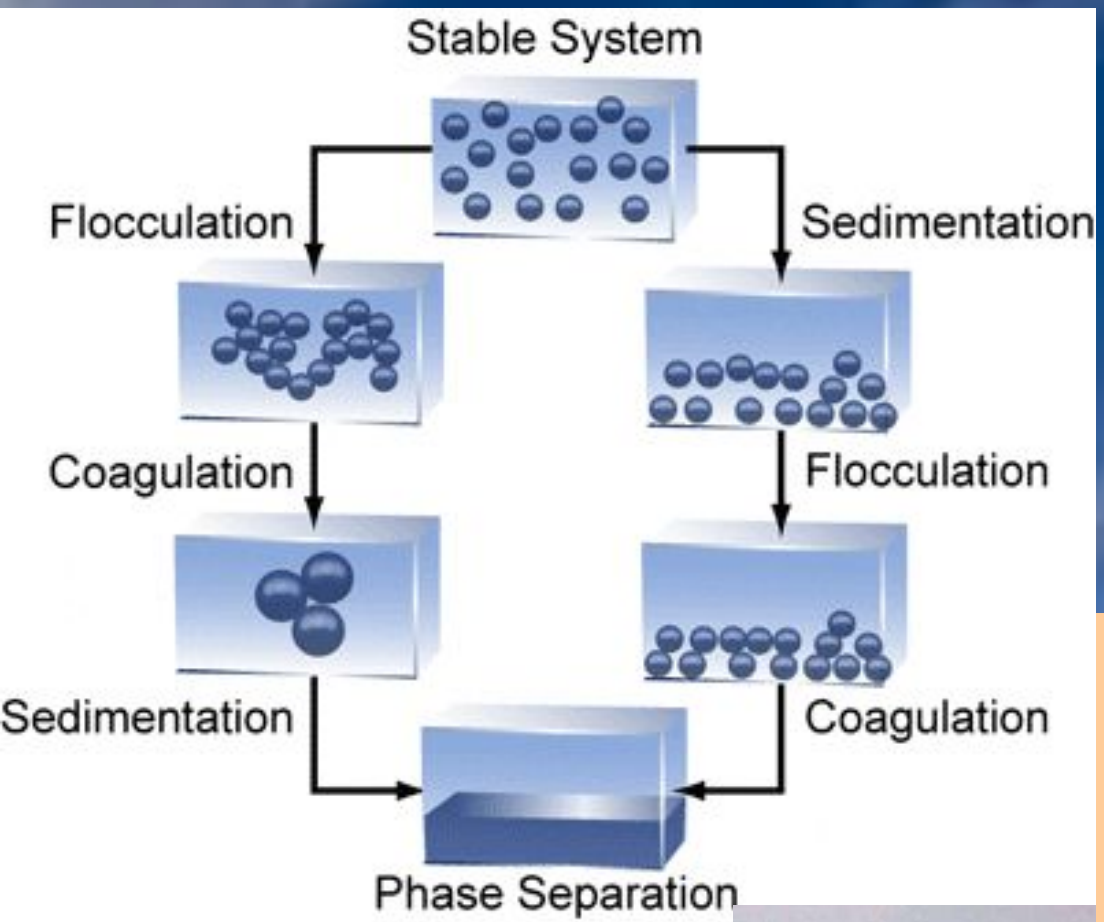 Stable System
Flocculation
Sedimentation
Coagulation
Flocculation
Sedimentation
Coagulation
Phase Separation